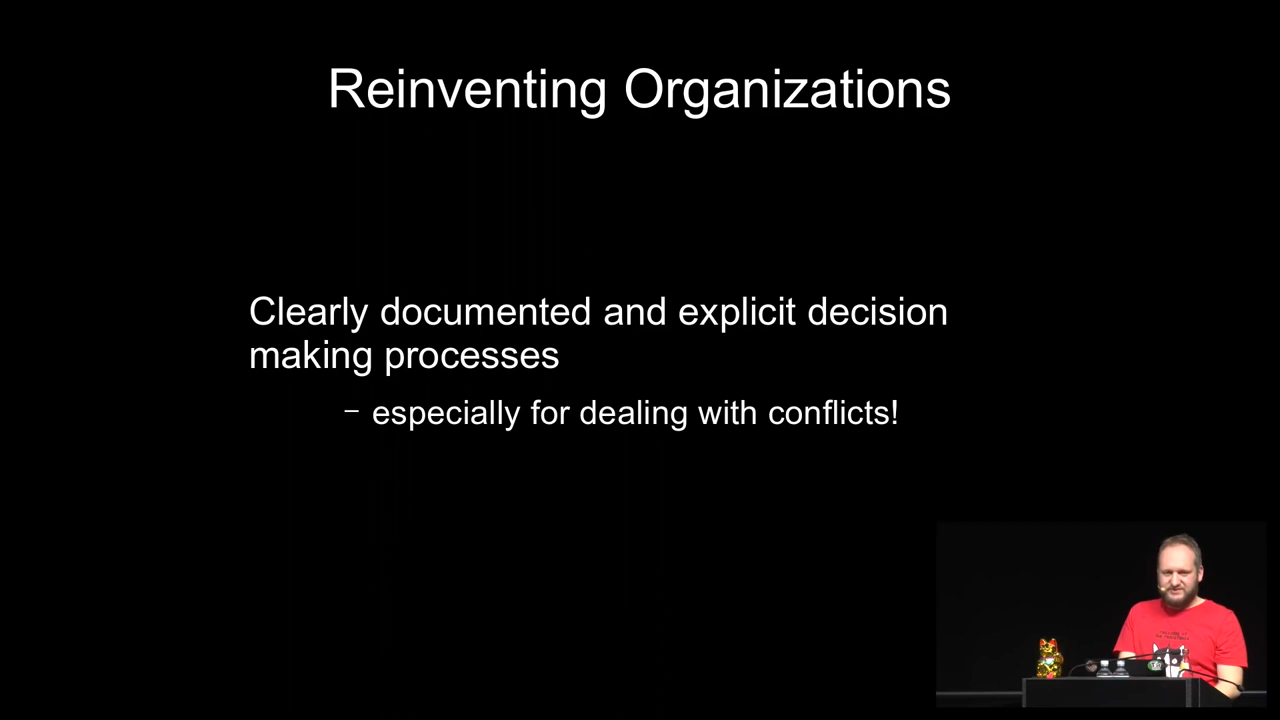 Reinventing Organizations
Clearly documented and explicit decision
making processes
– especially for dealing with conflicts!